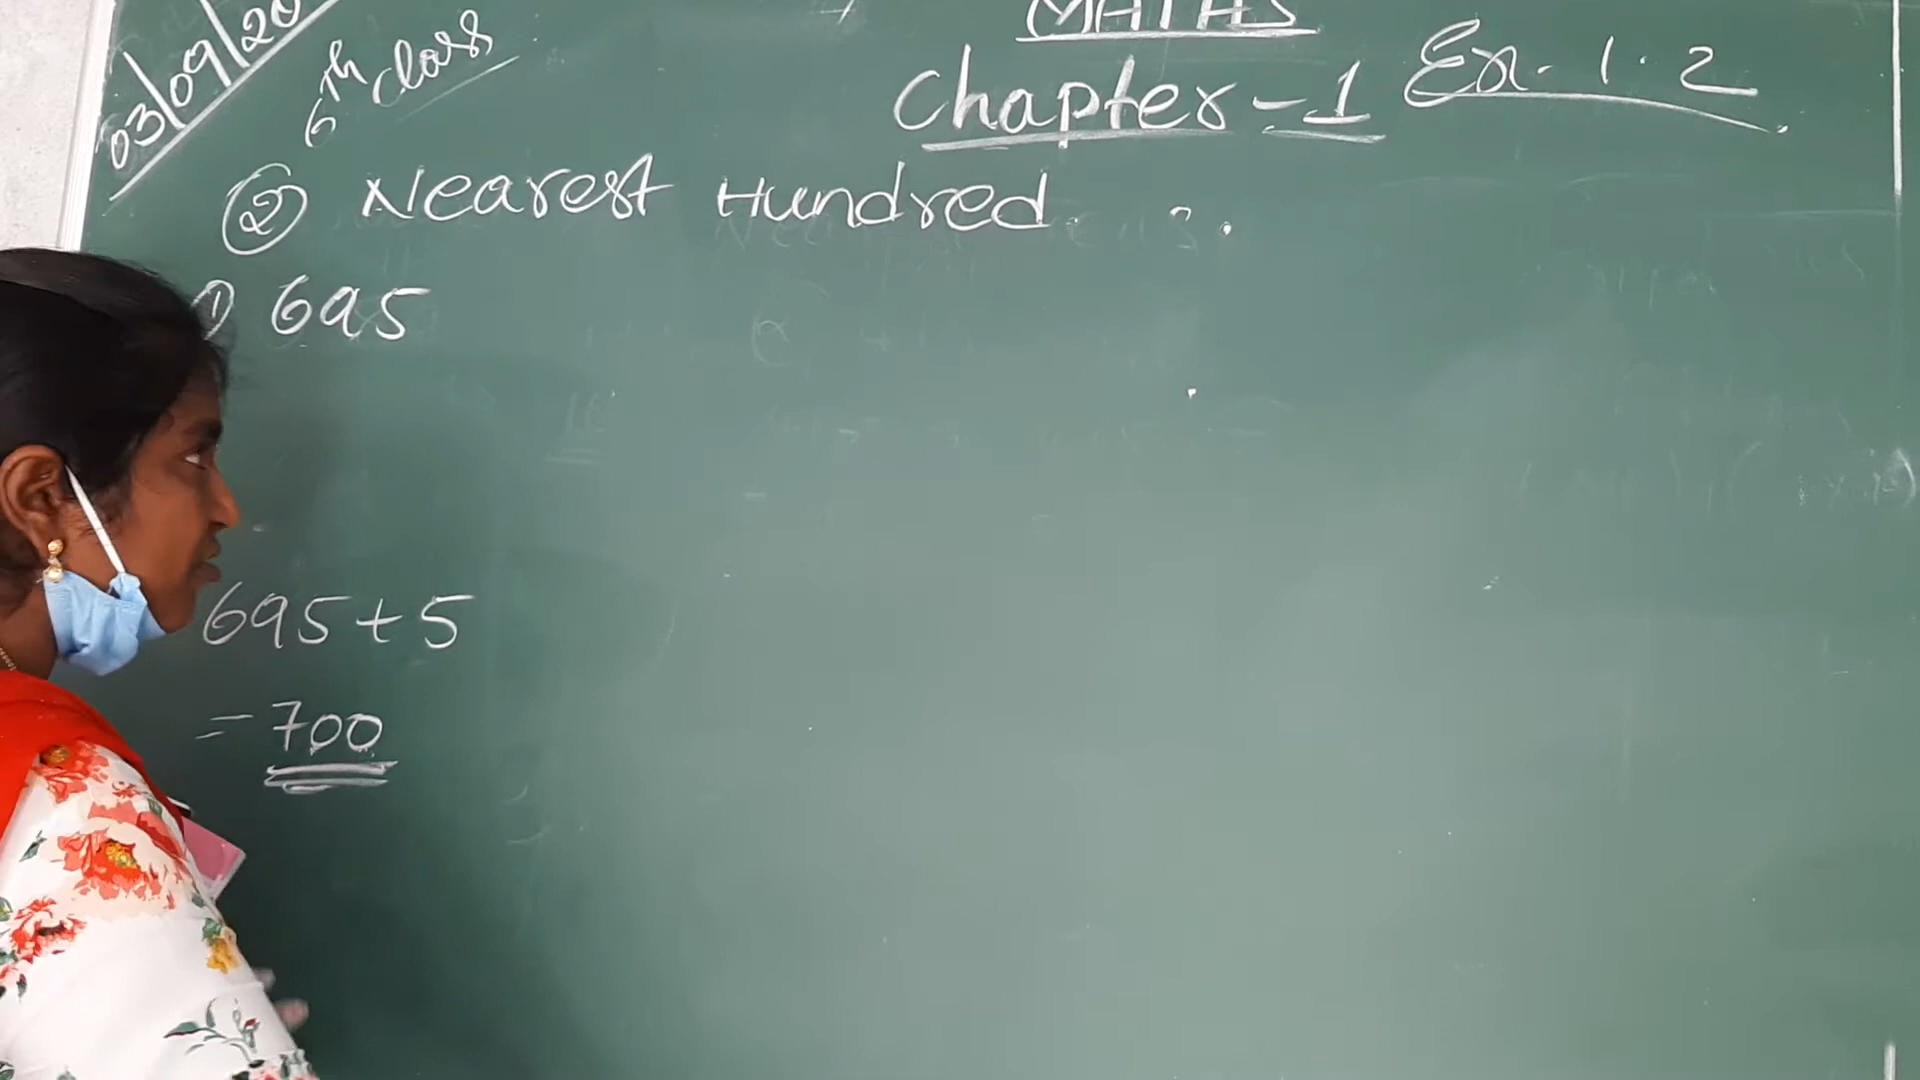 03/09/20
6th class
MATHS
Chapter-1 Ex. 1.2
② Nearest Hundred.
① 695
695+5
= 700